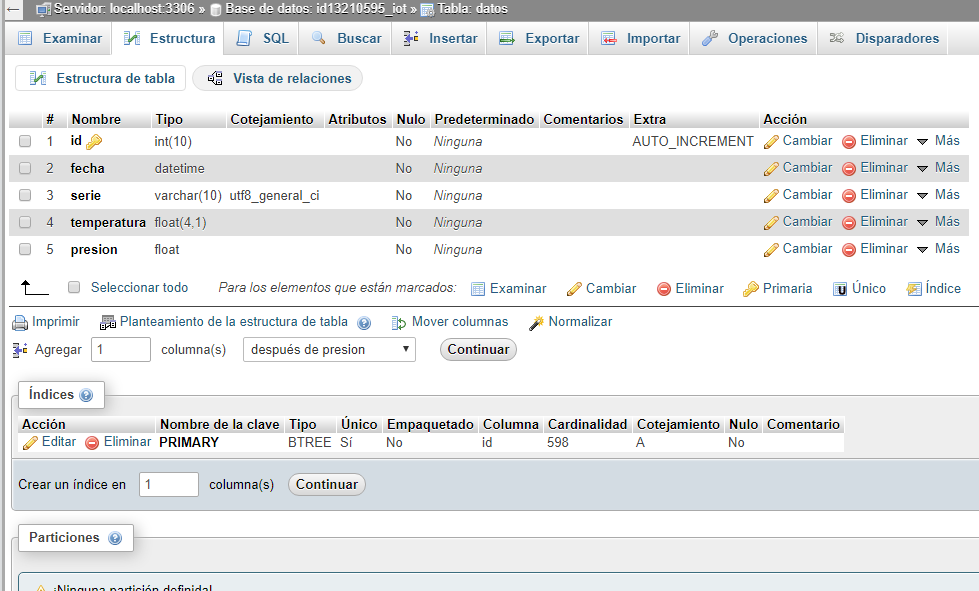 Servidor: localhost:3306 » Base de datos: id13210595_iot » Tabla: datos
Examinar Estructura SQL Buscar Insertar Exportar Importar Operaciones Disparadores
Estructura de tabla Vista de relaciones
# Nombre Tipo Cotejamiento Atributos Nulo Predeterminado Comentarios Extra Acción
1 id int(10) No Ninguna AUTO_INCREMENT Cambiar Eliminar Más
2 fecha datetime No Ninguna Cambiar Eliminar Más
3 serie varchar(10) utf8_general_ci No Ninguna Cambiar Eliminar Más
4 temperatura float(4,1) No Ninguna Cambiar Eliminar Más
5 presion float No Ninguna Cambiar Eliminar Más
Seleccionar todo Para los elementos que están marcados: Examinar Cambiar Eliminar Primaria Único Índice
Imprimir Planteamiento de la estructura de tabla Mover columnas Normalizar
Agregar 1 columna(s) después de presion Continuar
Índices
Acción Nombre de la clave Tipo Único Empaquetado Columna Cardinalidad Cotejamiento Nulo Comentario
Editar Eliminar PRIMARY BTREE Sí No id 598 A No
Crear un índice en 1 columna(s) Continuar
Particiones
¡Ninguna partición definida!